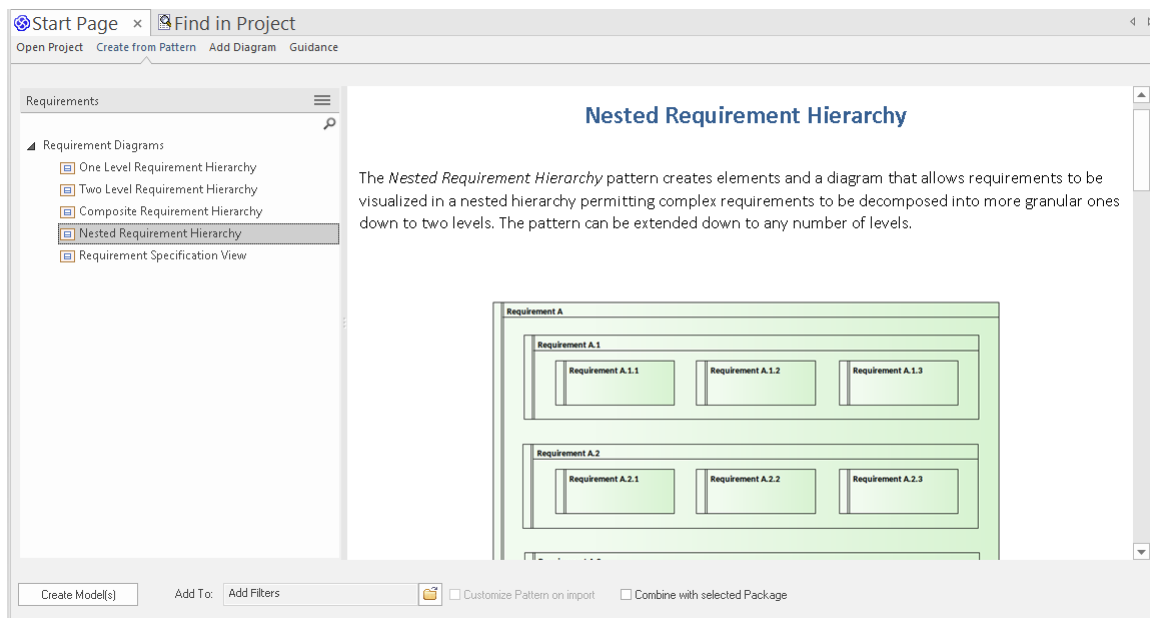 Start Page × Find in Project
Open Project Create from Pattern Add Diagram Guidance
Requirements
Requirement Diagrams
One Level Requirement Hierarchy
Two Level Requirement Hierarchy
Composite Requirement Hierarchy
Nested Requirement Hierarchy
Requirement Specification View
Nested Requirement Hierarchy
The Nested Requirement Hierarchy pattern creates elements and a diagram that allows requirements to be
visualized in a nested hierarchy permitting complex requirements to be decomposed into more granular ones
down to two levels. The pattern can be extended down to any number of levels.
Requirement A
Requirement A.1
Requirement A.1.1 Requirement A.1.2 Requirement A.1.3
Requirement A.2
Requirement A.2.1 Requirement A.2.2 Requirement A.2.3
Create Model(s) Add To: Add Filters Customize Pattern on import Combine with selected Package